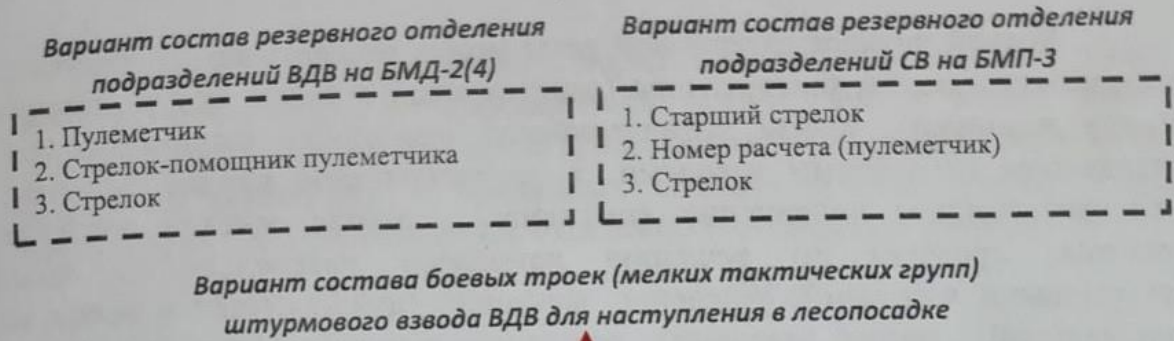 Вариант состав резервного отделения
подразделений ВДВ на БМД-2(4)
1. Пулеметчик
2. Стрелок-помощник пулеметчика
3. Стрелок
Вариант состав резервного отделения
подразделений СВ на БМП-3
1. Старший стрелок
2. Номер расчета (пулеметчик)
3. Стрелок
Вариант состава боевых троек (мелких тактических групп)
штурмового взвода ВДВ для наступления в лесопосадке